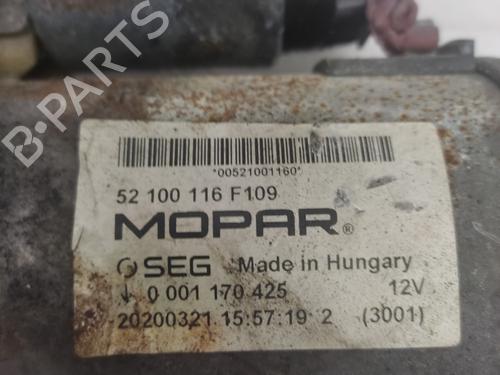 *00521001160*
52 100 116 F109
MOPAR®
SEG Made in Hungary
0 001 170 425 12V
20200321 15:57:19 2 (3001)
B-PARTS